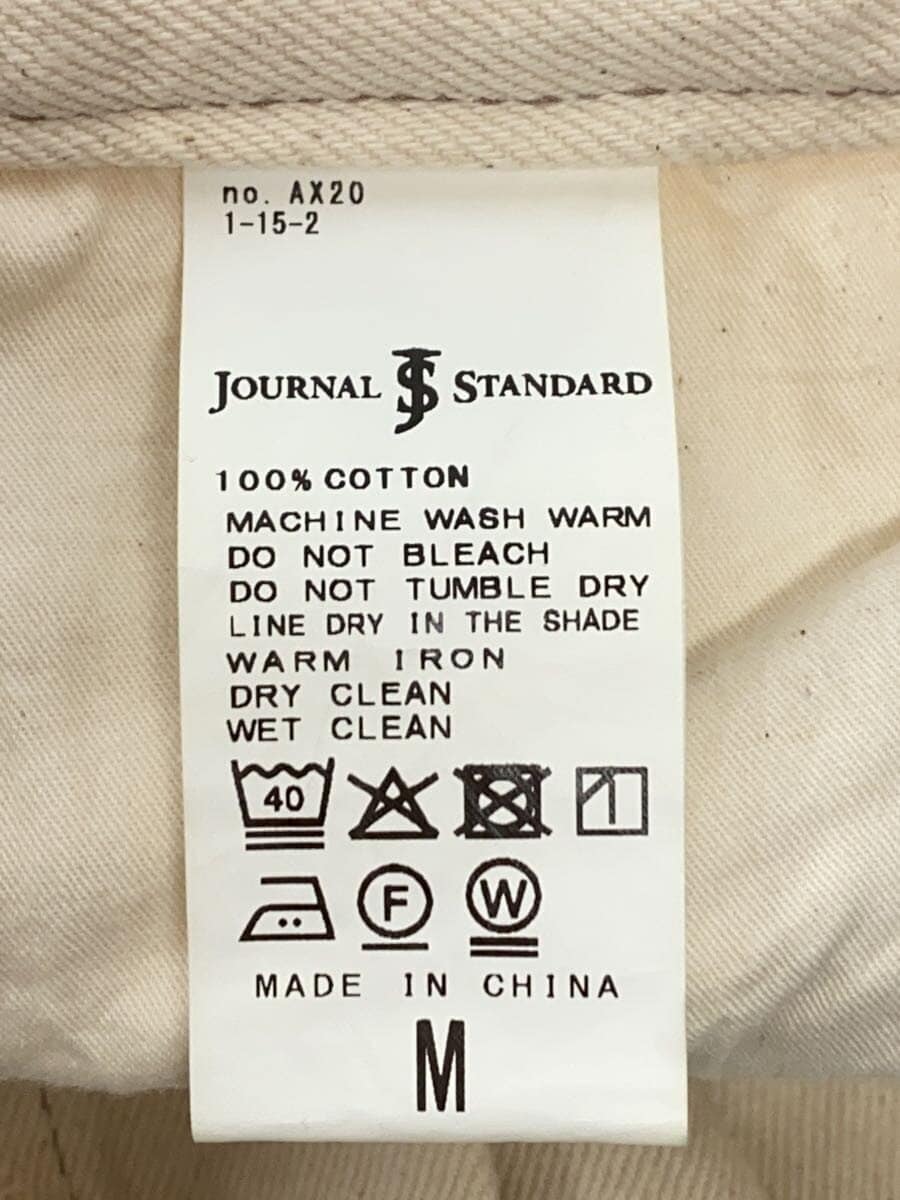 no. AX20
1-15-2
JOURNAL JS STANDARD
100% COTTON
MACHINE WASH WARM
DO NOT BLEACH
DO NOT TUMBLE DRY
LINE DRY IN THE SHADE
WARM IRON
DRY CLEAN
WET CLEAN
40
F W
MADE IN CHINA
M